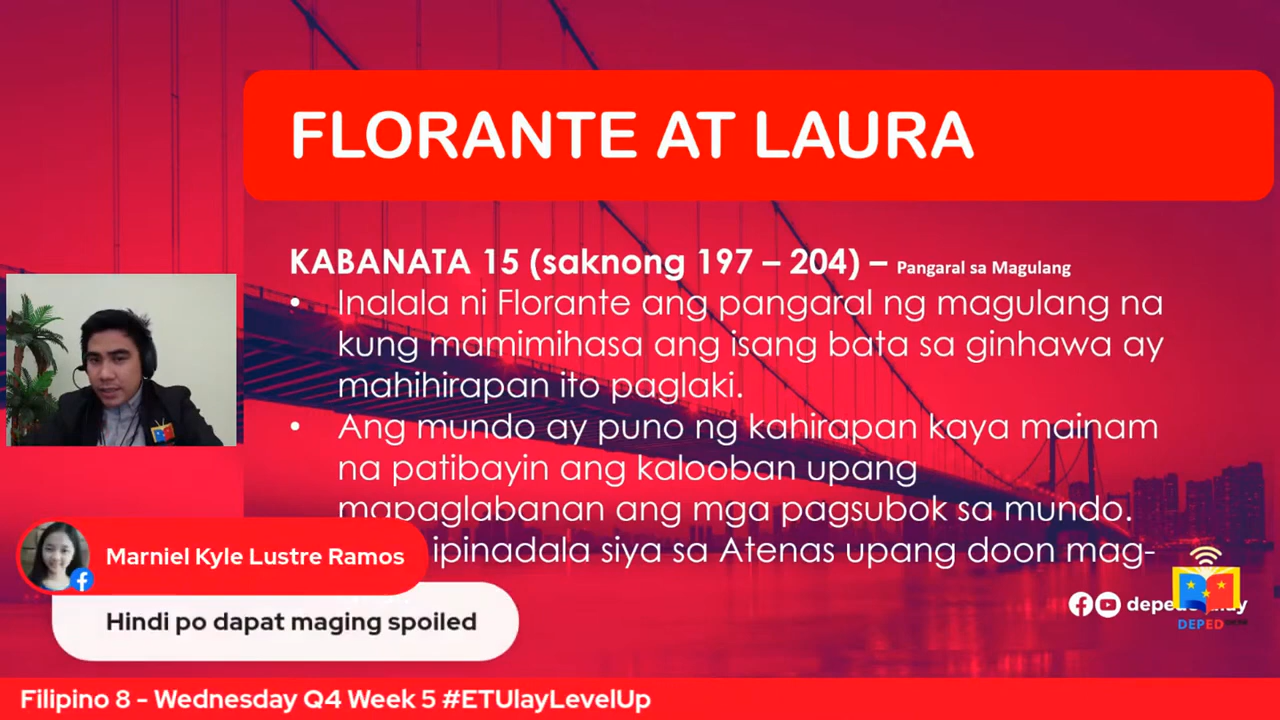 FLORANTE AT LAURA
KABANATA 15 (saknong 197 – 204) – Pangaral sa Magulang
• Inalala ni Florante ang pangaral ng magulang na
kung mamimihasa ang isang bata sa ginhawa ay
mahihirapan ito paglaki.
• Ang mundo ay puno ng kahirapan kaya mainam
na patibayin ang kalooban upang
mapaglabanan ang mga pagsubok sa mundo.
ipinadala siya sa Atenas upang doon mag-
Marniel Kyle Lustre Ramos
Hindi po dapat maging spoiled
DEPED
Filipino 8 - Wednesday Q4 Week 5 #ETUlayLevelUp